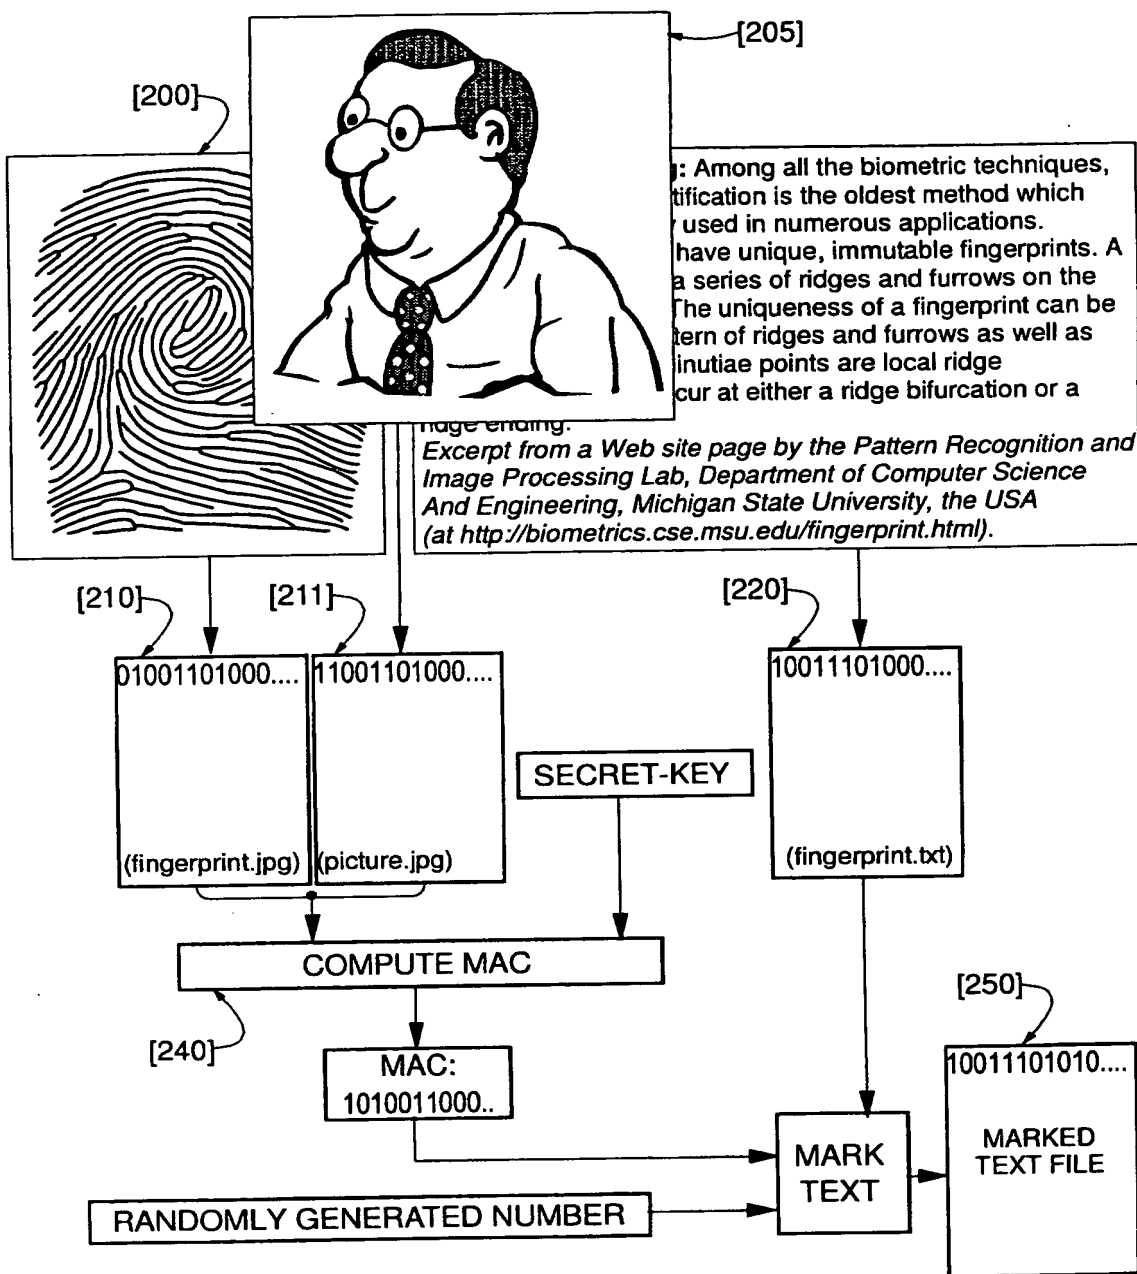 [205]
[200]
: Among all the biometric techniques,
tification is the oldest method which
used in numerous applications.
have unique, immutable fingerprints. A
a series of ridges and furrows on the
The uniqueness of a fingerprint can be
tern of ridges and furrows as well as
inutiae points are local ridge
cur at either a ridge bifurcation or a
ridge ending.
Excerpt from a Web site page by the Pattern Recognition and
Image Processing Lab, Department of Computer Science
And Engineering, Michigan State University, the USA
(at http://biometrics.cse.msu.edu/fingerprint.html).
[210] [211] [220]
01001101000.... 11001101000.... 10011101000....
SECRET-KEY
(fingerprint.jpg) (picture.jpg) (fingerprint.txt)
COMPUTE MAC
[240] [250]
MAC:
1010011000..
10011101010....
MARKED
TEXT FILE
MARK
TEXT
RANDOMLY GENERATED NUMBER